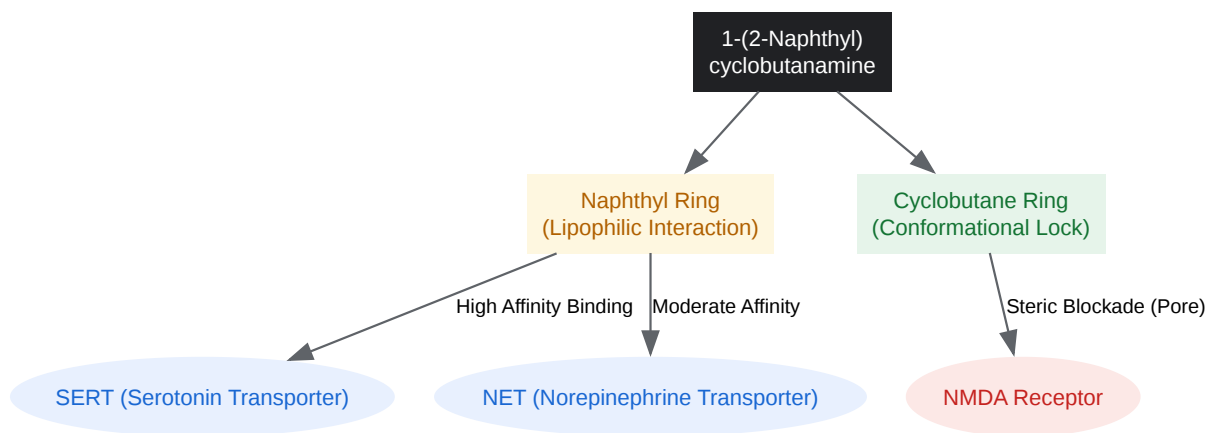 1-(2-Naphthyl)
cyclobutanamine
Naphthyl Ring
(Lipophilic Interaction)
Cyclobutane Ring
(Conformational Lock)
High Affinity Binding
Moderate Affinity
Steric Blockade (Pore)
SERT (Serotonin Transporter)
NET (Norepinephrine Transporter)
NMDA Receptor